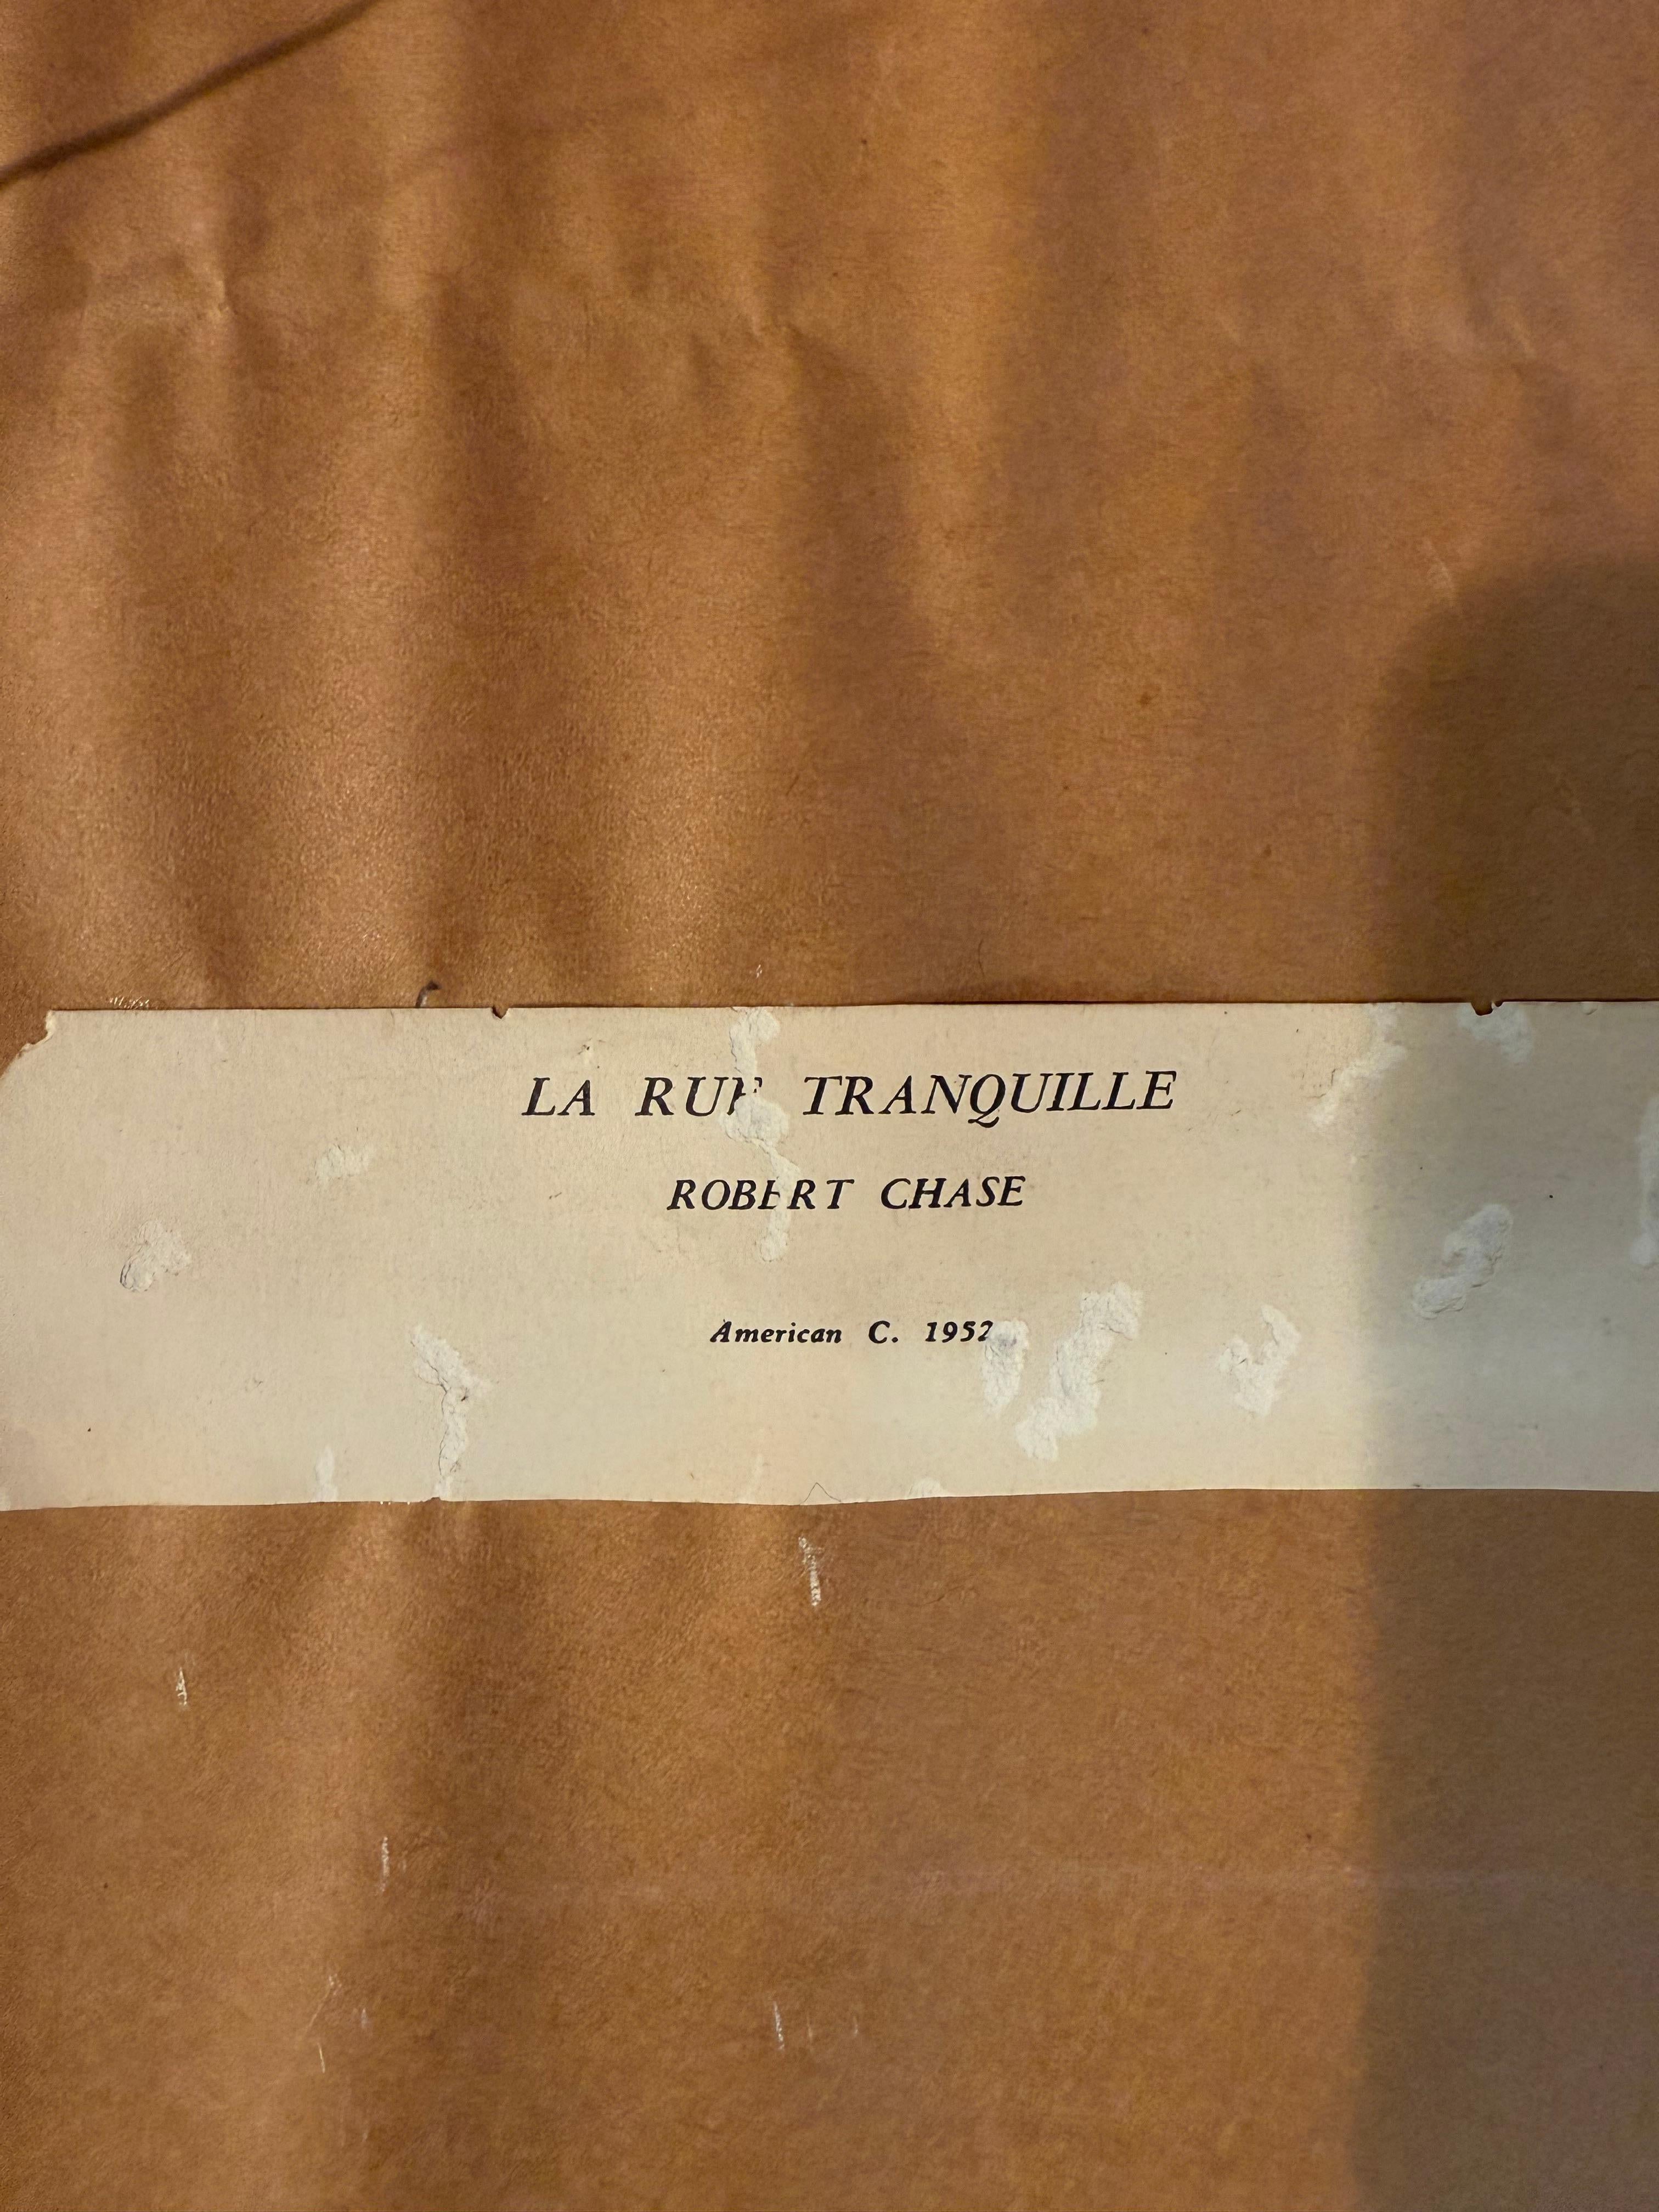 LA RUE TRANQUILLE
ROBERT CHASE
American C. 1952